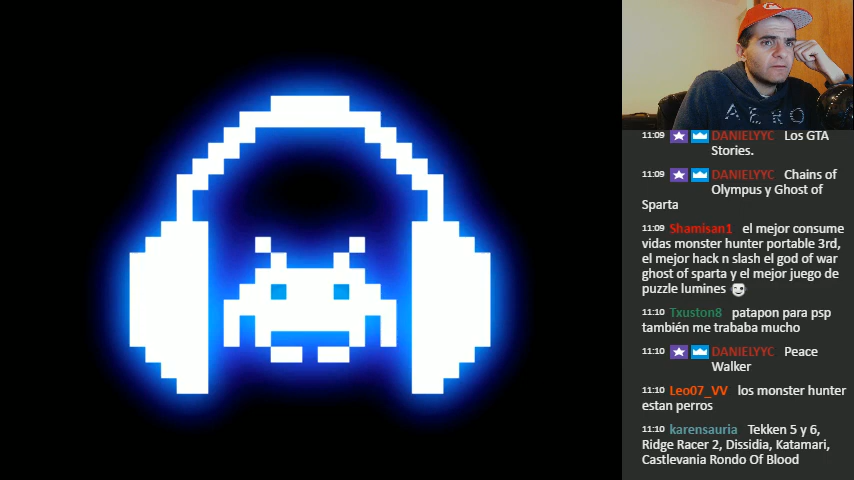 AERO
11:09 DANIELYYC Los GTA
Stories.
11:09 DANIELYYC Chains of
Olympus y Ghost of
Sparta
11:09 Shamisan1 el mejor consume
vidas monster hunter portable 3rd,
el mejor hack n slash el god of war
ghost of sparta y el mejor juego de
puzzle lumines
11:10 Txuston8 patapon para psp
también me trababa mucho
11:10 DANIELYYC Peace
Walker
11:10 Leo07_VV los monster hunter
estan perros
11:10 karensauria Tekken 5 y 6,
Ridge Racer 2, Dissidia, Katamari,
Castlevania Rondo Of Blood